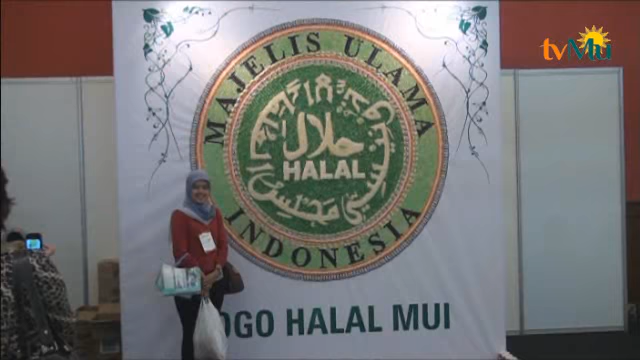 tvMu
MAJELIS ULAMA
حلال
HALAL
INDONESIA
OGO HALAL MUI